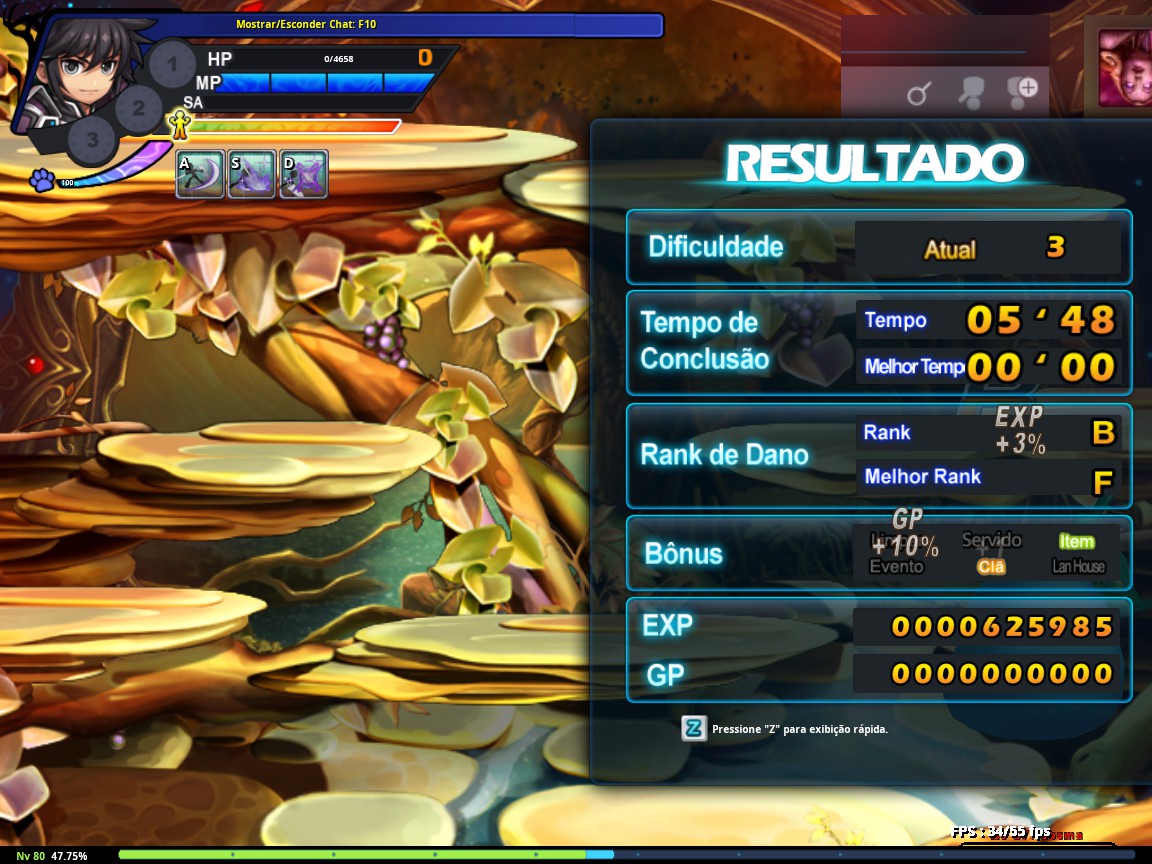 Mostrar/Esconder Chat: F10
HP 0/4658 0
MP
SA
1
2
3
100
A S D
RESULTADO
Dificuldade Atual 3
Tempo de Conclusão
Tempo 05 ‘ 48
Melhor Temp 00 ‘ 00
Rank de Dano
EXP
+3%
Rank B
Melhor Rank F
Bônus
GP
+10%
Servido
Item
Evento
Clã
Lan House
EXP 0000625985
GP 0000000000
Z Pressione "Z" para exibição rápida.
FPS : 34/55 fps
Nv 80 47.75%